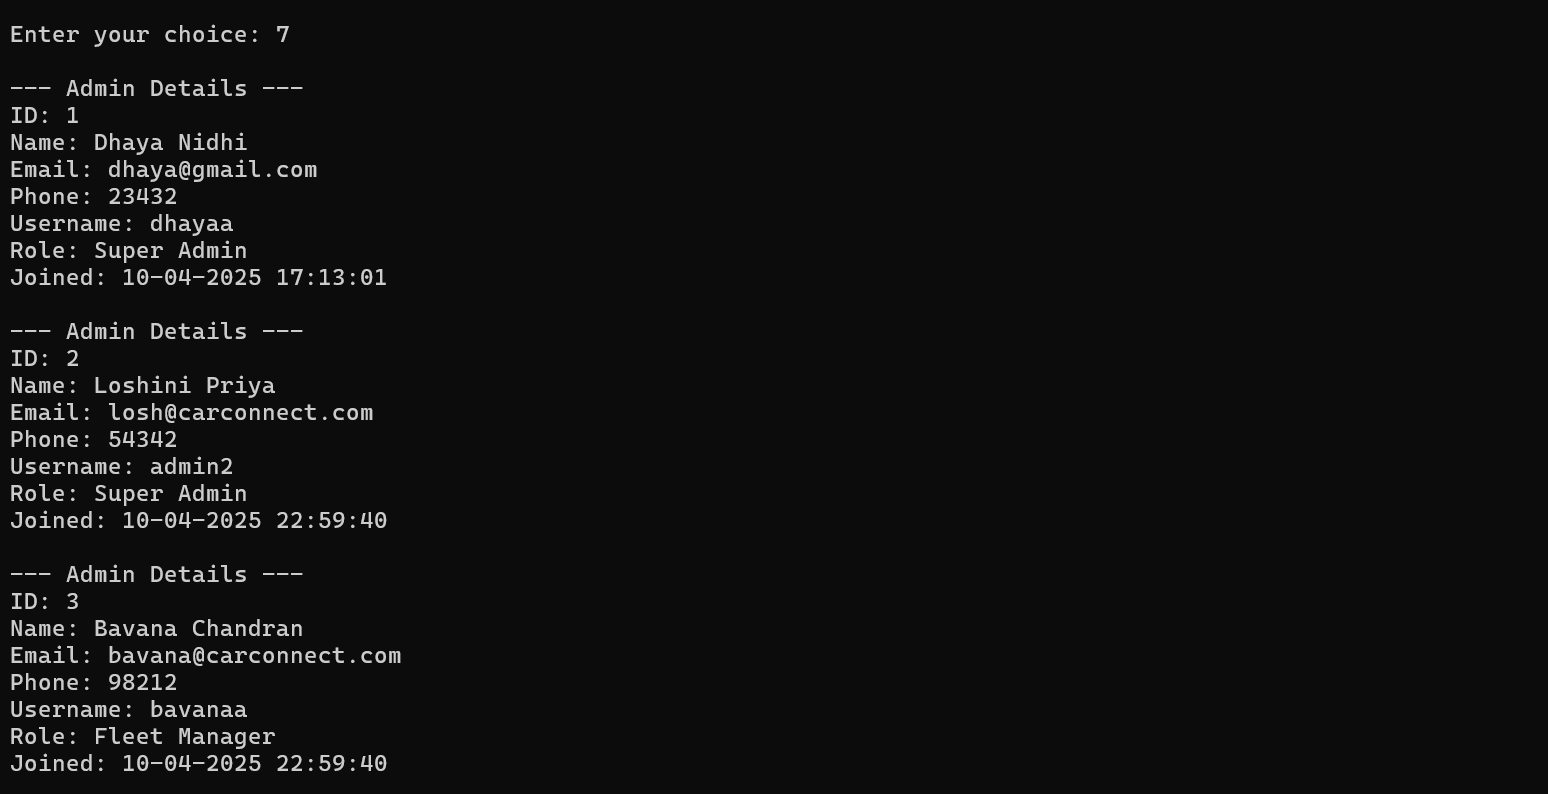 Enter your choice: 7
--- Admin Details ---
ID: 1
Name: Dhaya Nidhi
Email: dhaya@gmail.com
Phone: 23432
Username: dhayaa
Role: Super Admin
Joined: 10-04-2025 17:13:01
--- Admin Details ---
ID: 2
Name: Loshini Priya
Email: losh@carconnect.com
Phone: 54342
Username: admin2
Role: Super Admin
Joined: 10-04-2025 22:59:40
--- Admin Details ---
ID: 3
Name: Bavana Chandran
Email: bavana@carconnect.com
Phone: 98212
Username: bavanaa
Role: Fleet Manager
Joined: 10-04-2025 22:59:40